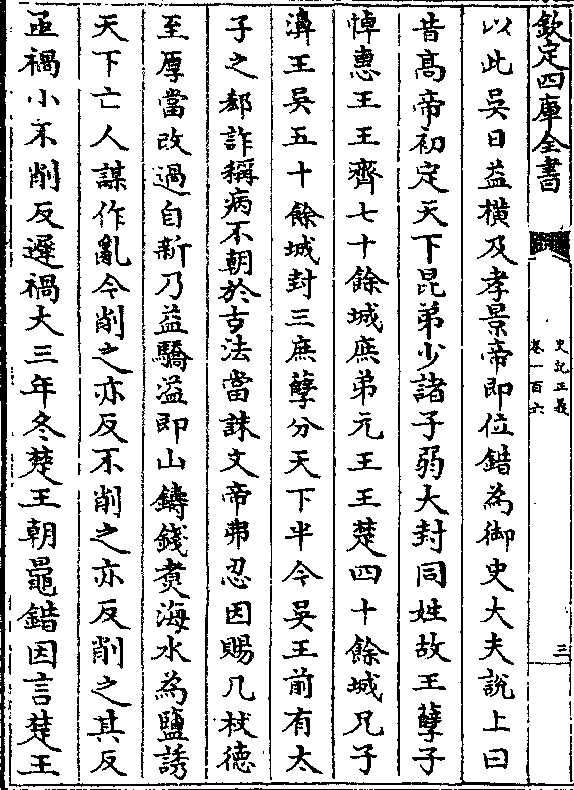 欽定四庫全書
史記正義
卷一百六
三
以此吳日益橫及孝景帝即位錯為御史大夫說上曰
昔髙帝初定天下昆弟少諸子弱大封同姓故王孽子
悼惠王王齊七十餘城庶弟元王王楚四十餘城兄子
濞王吳五十餘城封三庶孽分天下半今吳王前有太
子之郄詐稱病不朝於古法當誅文帝弗忍因賜几杖德
至厚當改過自新乃益驕溢即山鑄錢煑海水為鹽誘
天下亡人謀作亂今削之亦反不削之亦反削之其反
亟禍小不削反遲禍大三年冬楚王朝鼂錯因言楚王